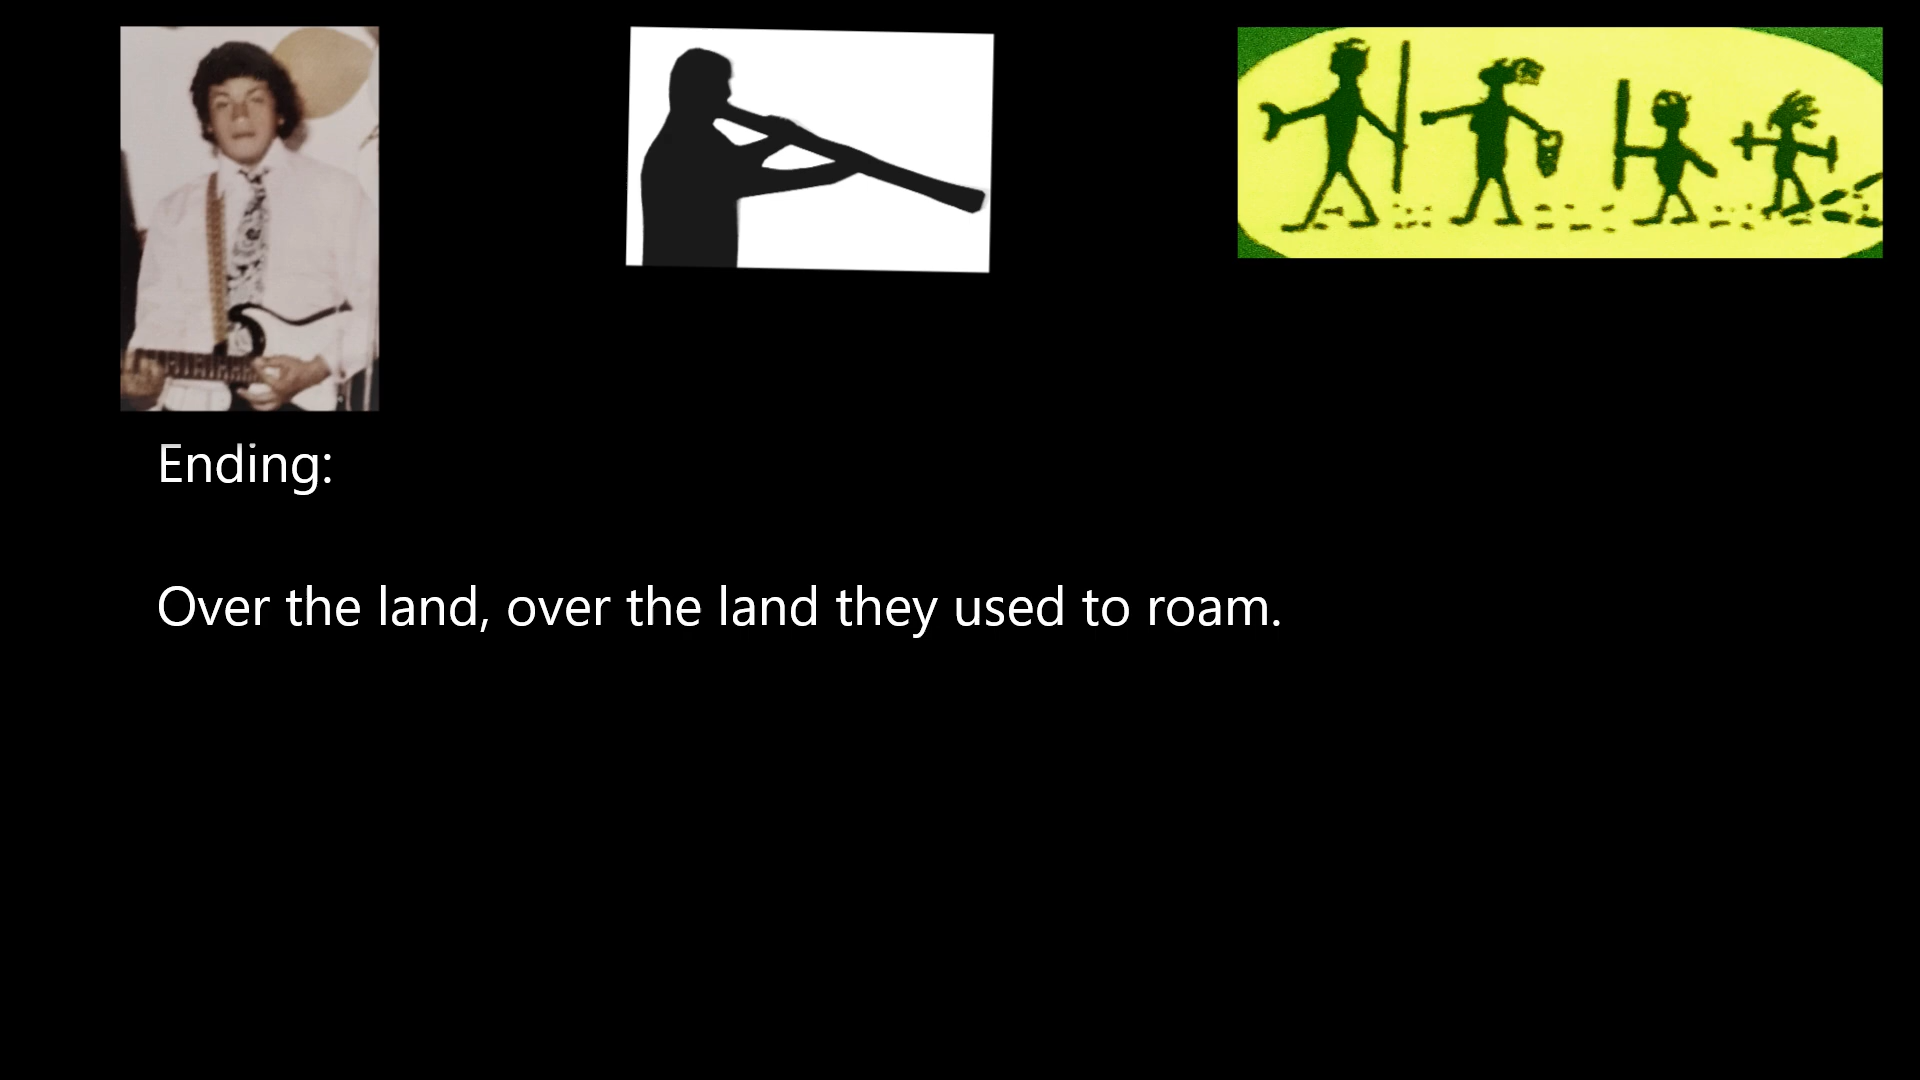 Ending:
Over the land, over the land they used to roam.